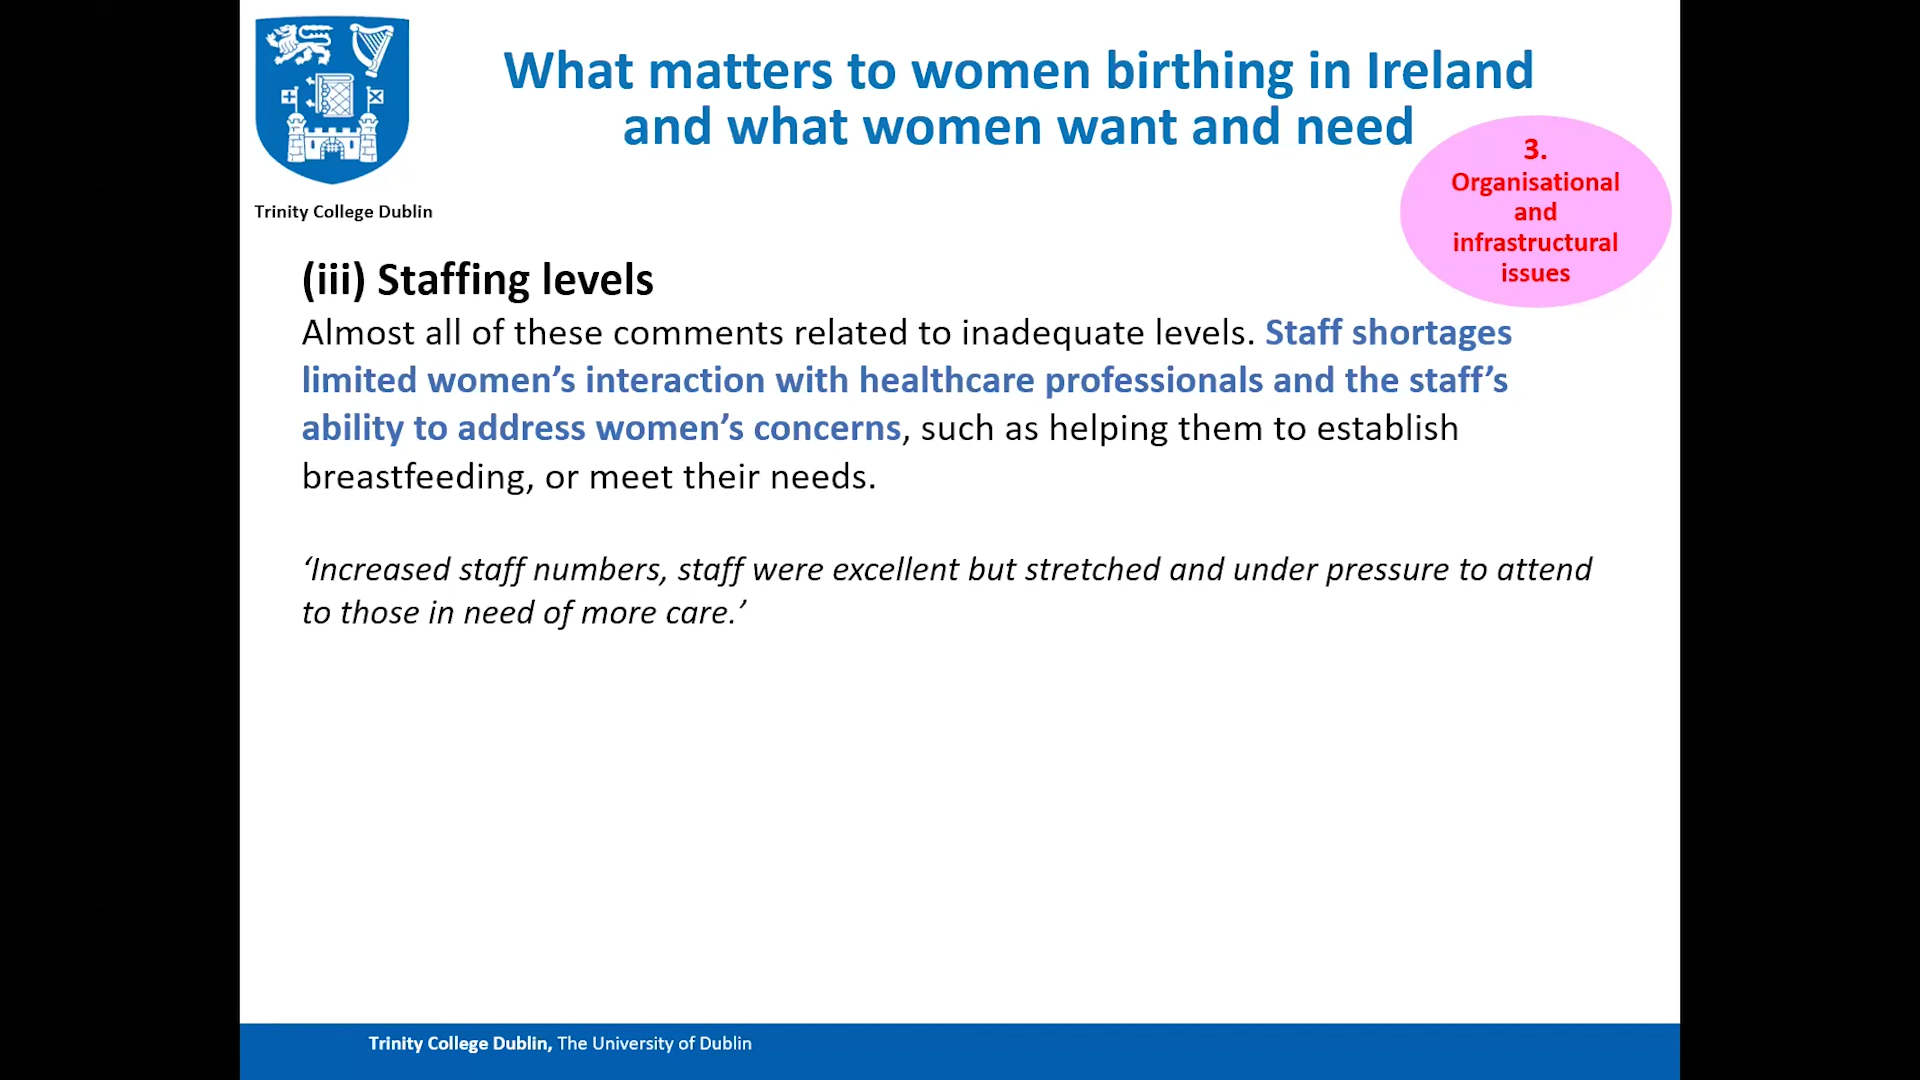 What matters to women birthing in Ireland
and what women want and need
3.
Organisational
and
infrastructural
issues
Trinity College Dublin
(iii) Staffing levels
Almost all of these comments related to inadequate levels. Staff shortages
limited women’s interaction with healthcare professionals and the staff’s
ability to address women’s concerns, such as helping them to establish
breastfeeding, or meet their needs.
‘Increased staff numbers, staff were excellent but stretched and under pressure to attend
to those in need of more care.’
Trinity College Dublin, The University of Dublin